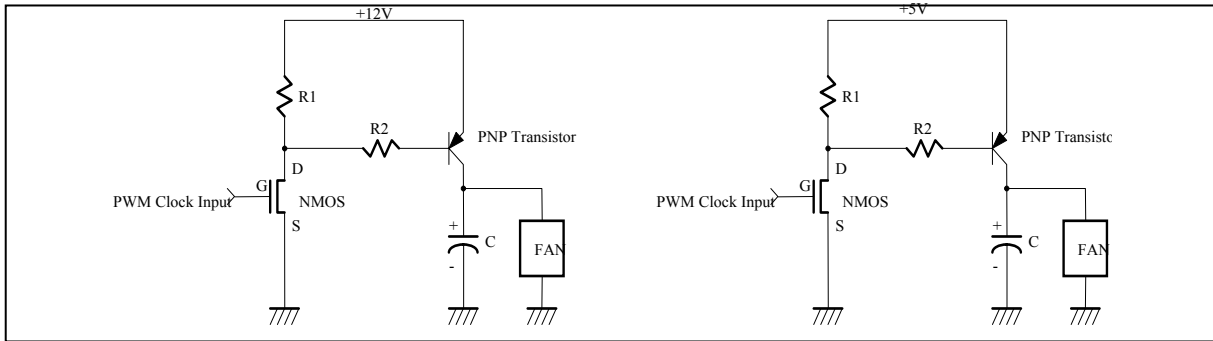 +12V
R1
R2
PNP Transistor
D
G
PWM Clock Input
NMOS
S
+
C
-
FAN
+5V
R1
R2
PNP Transisto
D
G
PWM Clock Input
NMOS
S
+
C
-
FAN